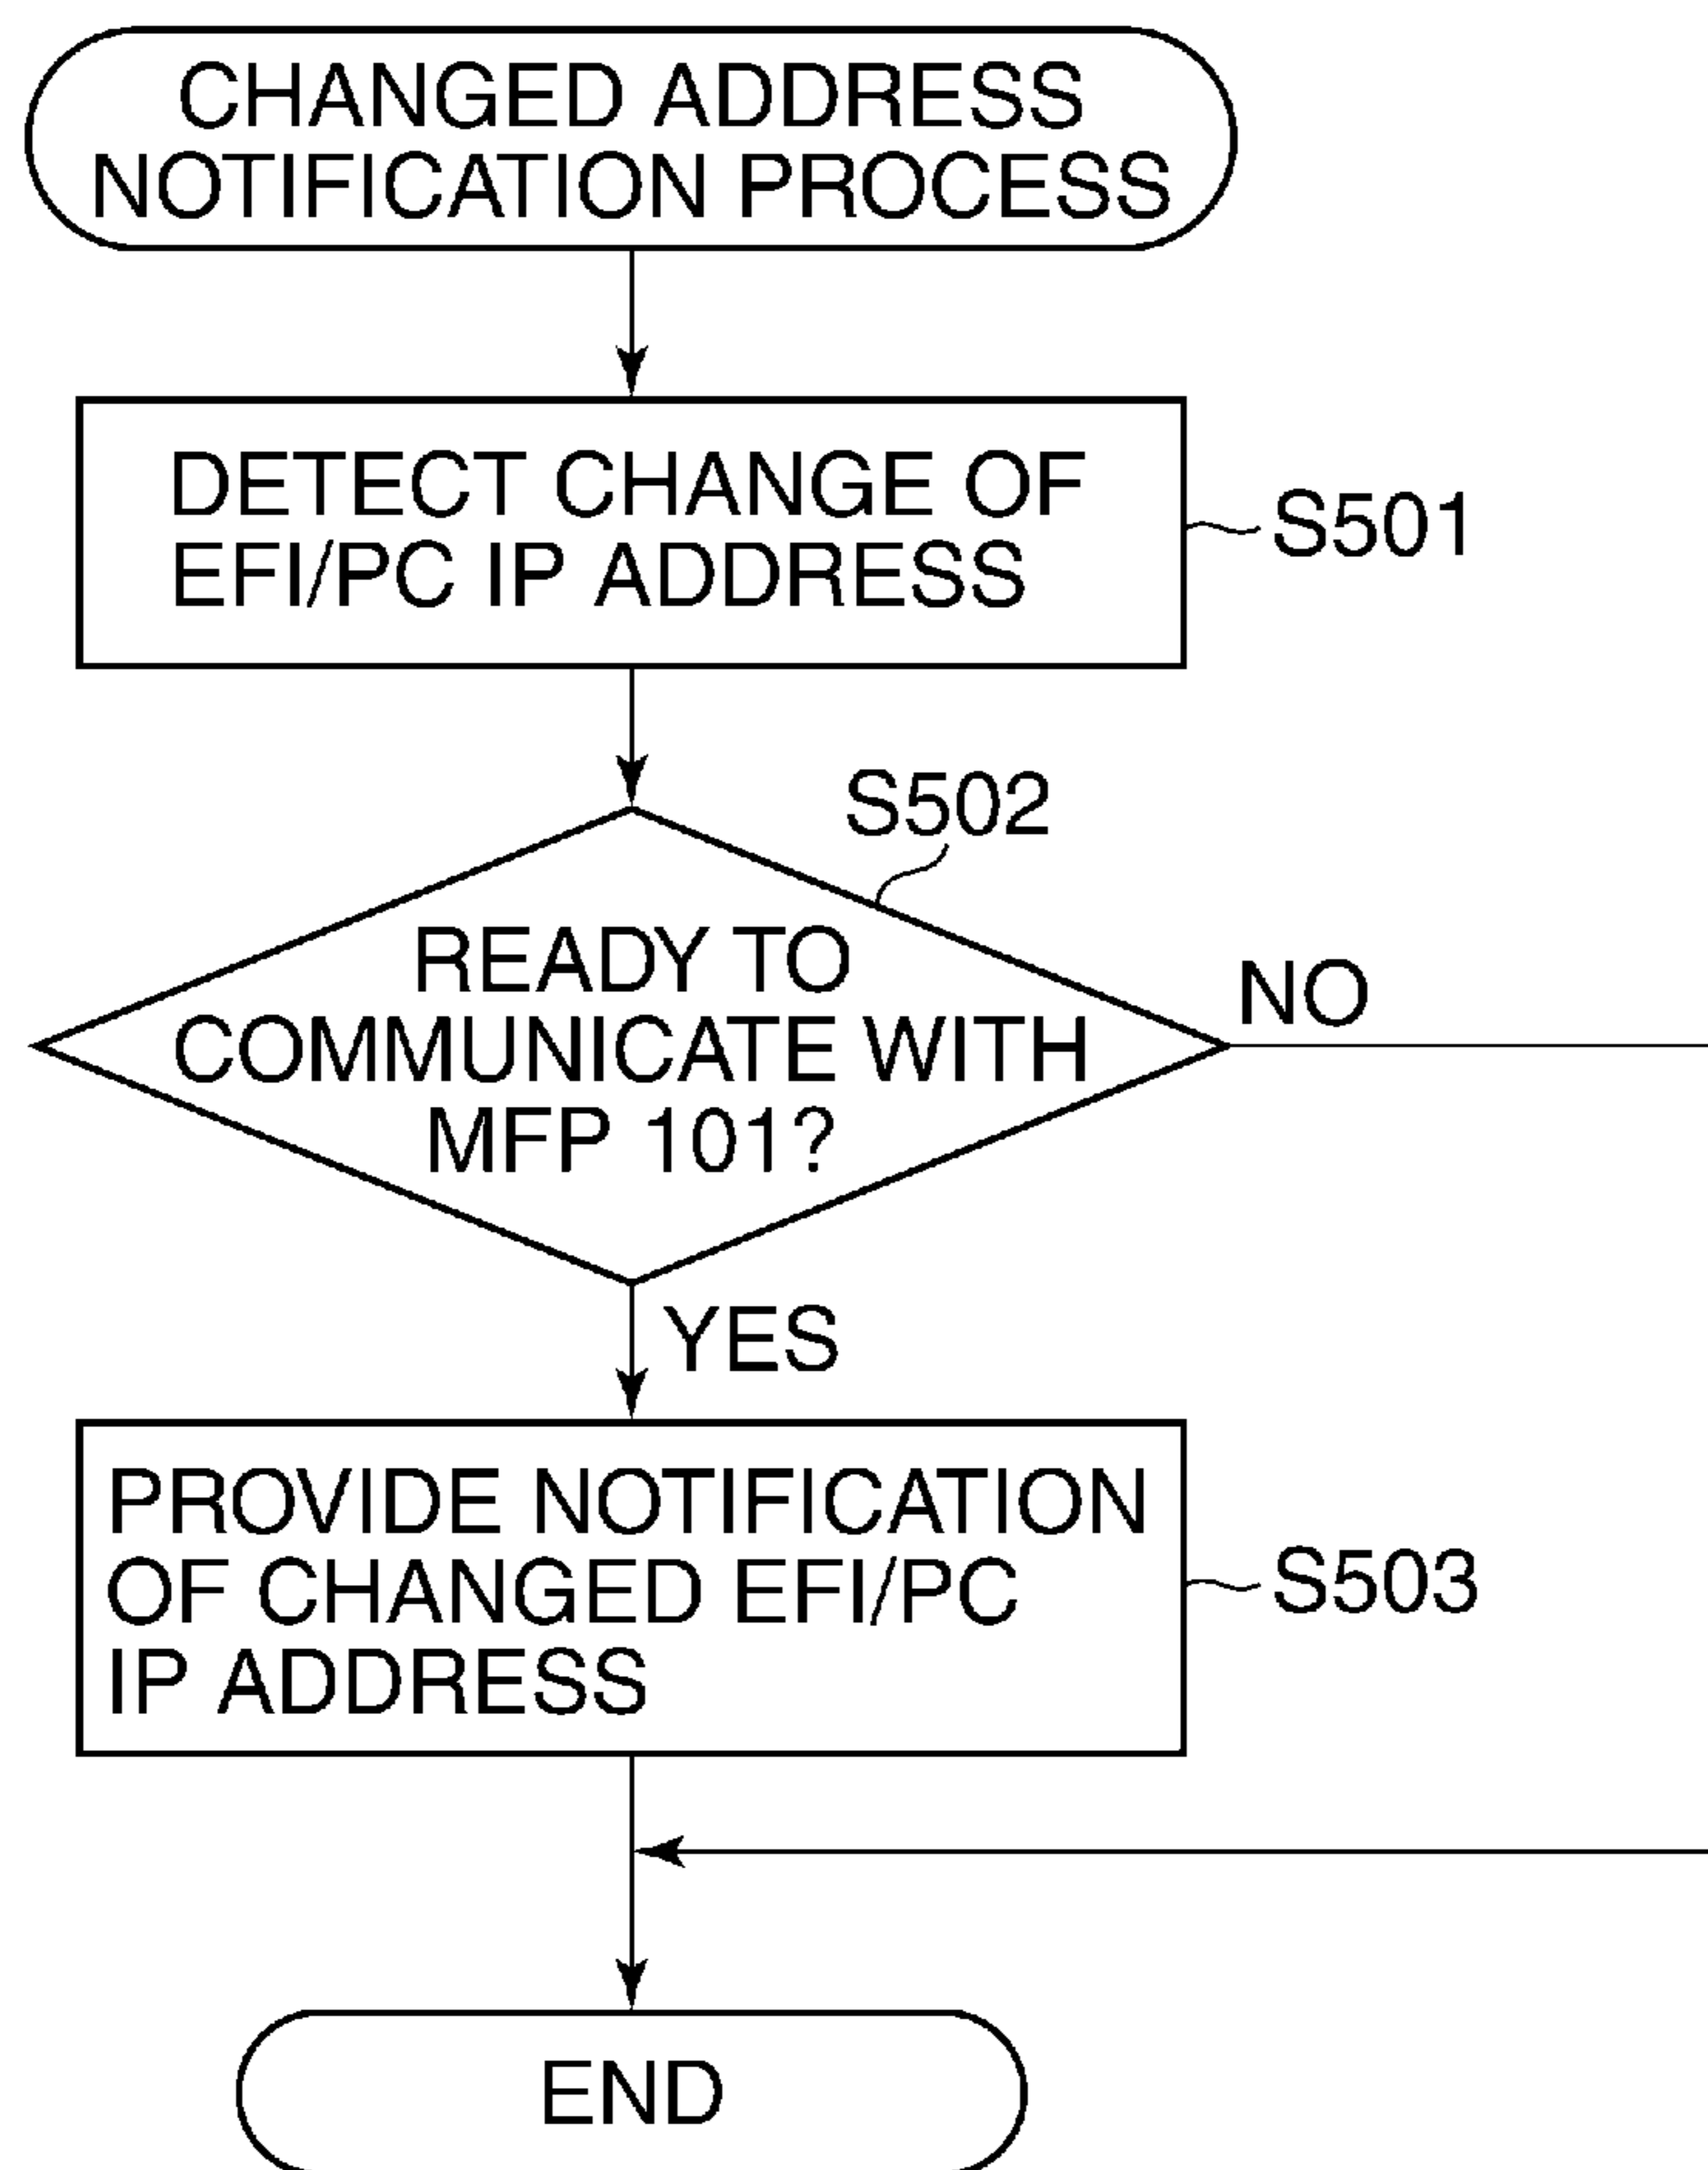 CHANGED ADDRESS
NOTIFICATION PROCESS
DETECT CHANGE OF
EFI/PC IP ADDRESS
S501
S502
READY TO
COMMUNICATE WITH
MFP 101?
NO
YES
PROVIDE NOTIFICATION
OF CHANGED EFI/PC
IP ADDRESS
S503
END